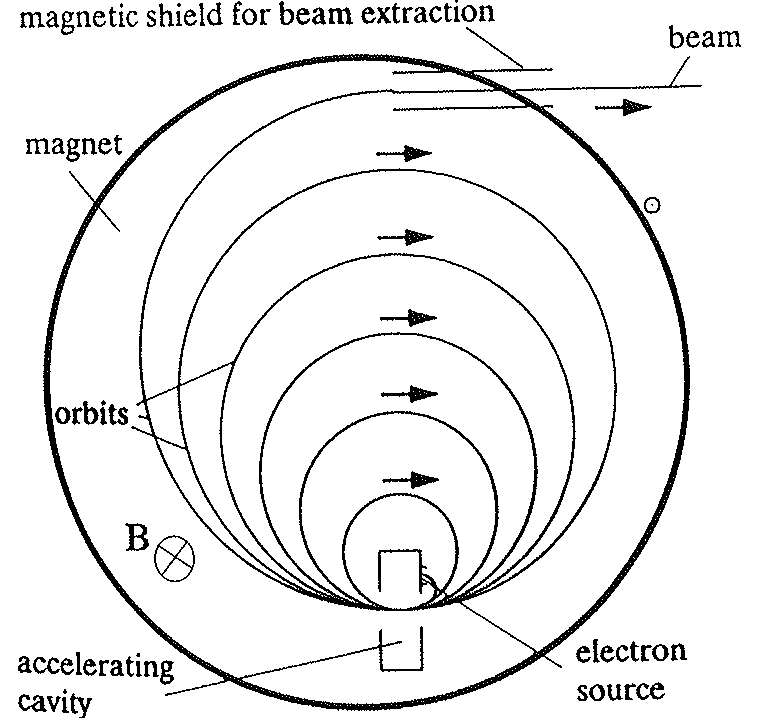 magnetic shield for beam extraction
beam
magnet
orbits
B
accelerating
cavity
electron
source